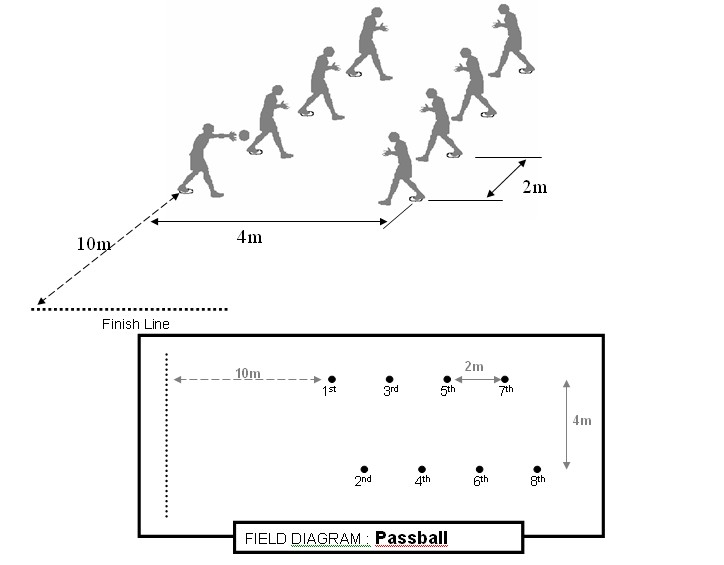 2m
10m
4m
Finish Line
10m
2m
1st
3rd
5th
7th
4m
2nd
4th
6th
8th
FIELD DIAGRAM : Passball